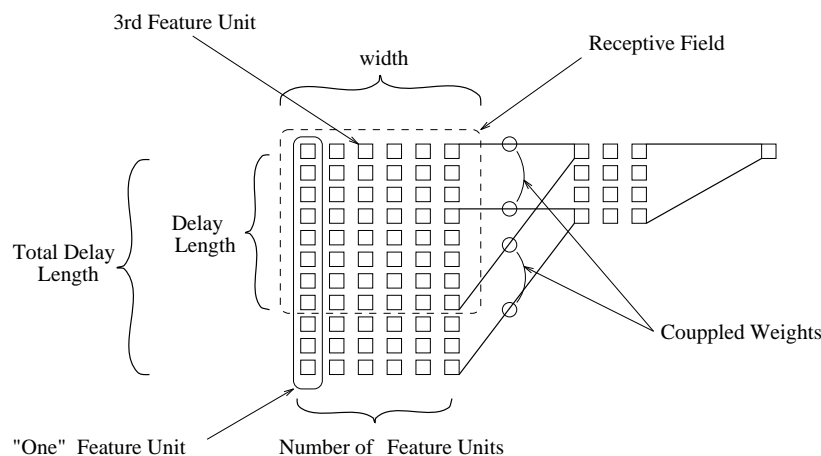 3rd Feature Unit
width
Receptive Field
Delay
Length
Total Delay
Length
Couppled Weights
"One" Feature Unit
Number of Feature Units